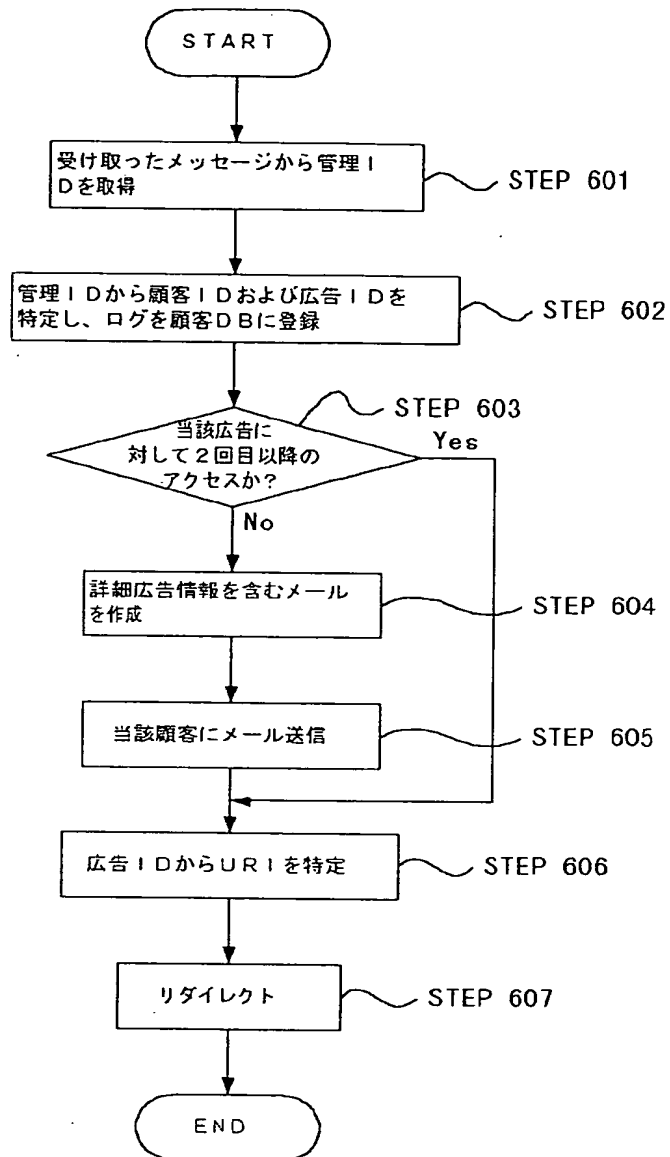 START
受け取ったメッセージから管理I
Dを取得
STEP 601
管理IDから顧客IDおよび広告IDを
特定し、ログを顧客DBに登録
STEP 602
STEP 603
当該広告に
対して2回目以降の
アクセスか?
Yes
No
詳細広告情報を含むメール
を作成
STEP 604
当該顧客にメール送信
STEP 605
広告IDからURIを特定
STEP 606
リダイレクト
STEP 607
END